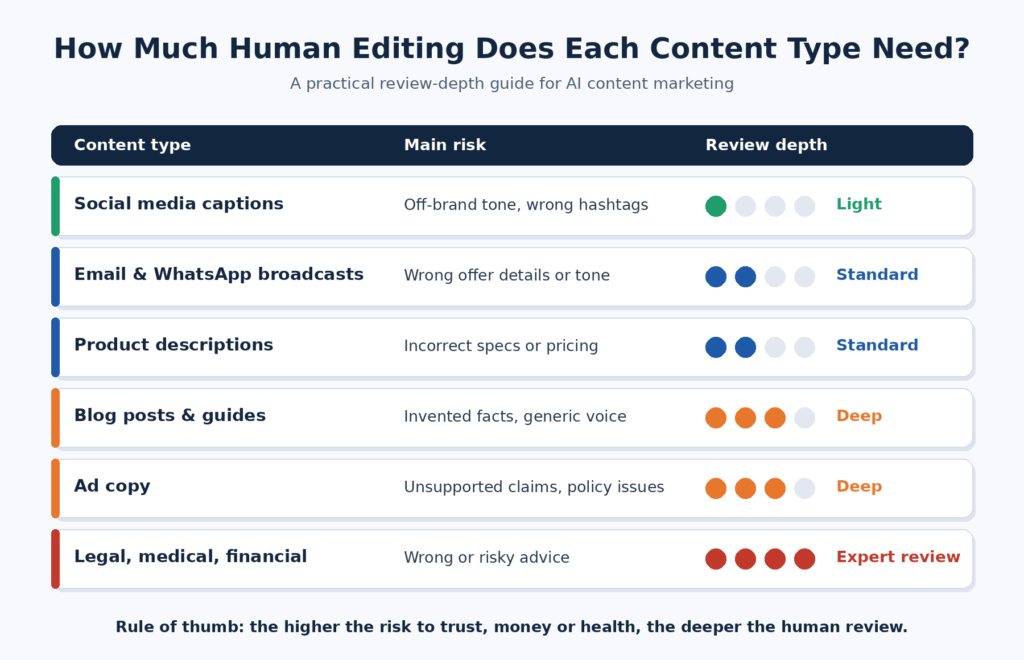 How Much Human Editing Does Each Content Type Need?
A practical review-depth guide for AI content marketing
Content type Main risk Review depth
Social media captions Off-brand tone, wrong hashtags Light
Email & WhatsApp broadcasts Wrong offer details or tone Standard
Product descriptions Incorrect specs or pricing Standard
Blog posts & guides Invented facts, generic voice Deep
Ad copy Unsupported claims, policy issues Deep
Legal, medical, financial Wrong or risky advice Expert review
Rule of thumb: the higher the risk to trust, money or health, the deeper the human review.